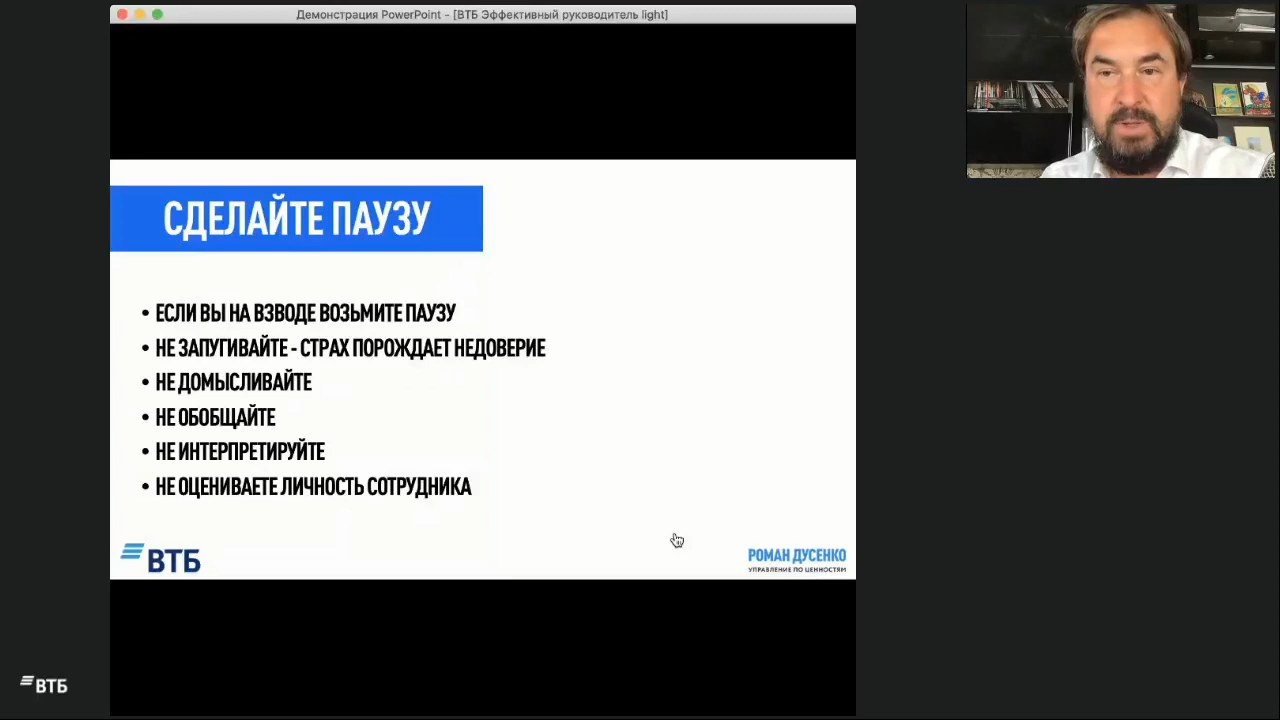 Демонстрация PowerPoint - [ВТБ Эффективный руководитель light]
СДЕЛАЙТЕ ПАУЗУ
• ЕСЛИ ВЫ НА ВЗВОДЕ ВОЗЬМИТЕ ПАУЗУ
• НЕ ЗАПУГИВАЙТЕ - СТРАХ ПОРОЖДАЕТ НЕДОВЕРИЕ
• НЕ ДОМЫСЛИВАЙТЕ
• НЕ ОБОБЩАЙТЕ
• НЕ ИНТЕРПРЕТИРУЙТЕ
• НЕ ОЦЕНИВАЕТЕ ЛИЧНОСТЬ СОТРУДНИКА
ВТБ
РОМАН ДУСЕНКО
УПРАВЛЕНИЕ ПО ЦЕННОСТЯМ
ВТБ